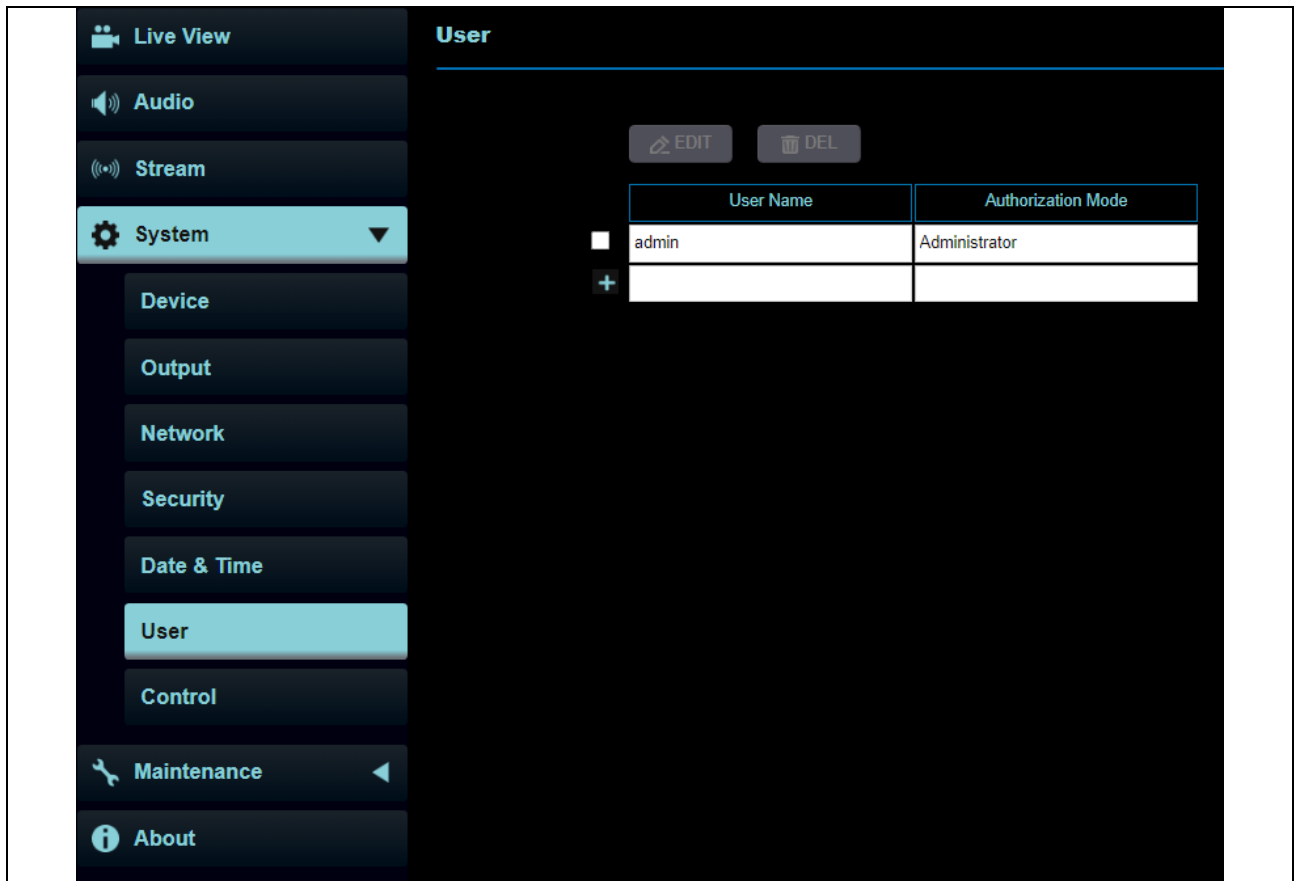 Live View
Audio
Stream
System
Device
Output
Network
Security
Date & Time
User
Control
Maintenance
About
User
EDIT DEL
User Name Authorization Mode
admin Administrator